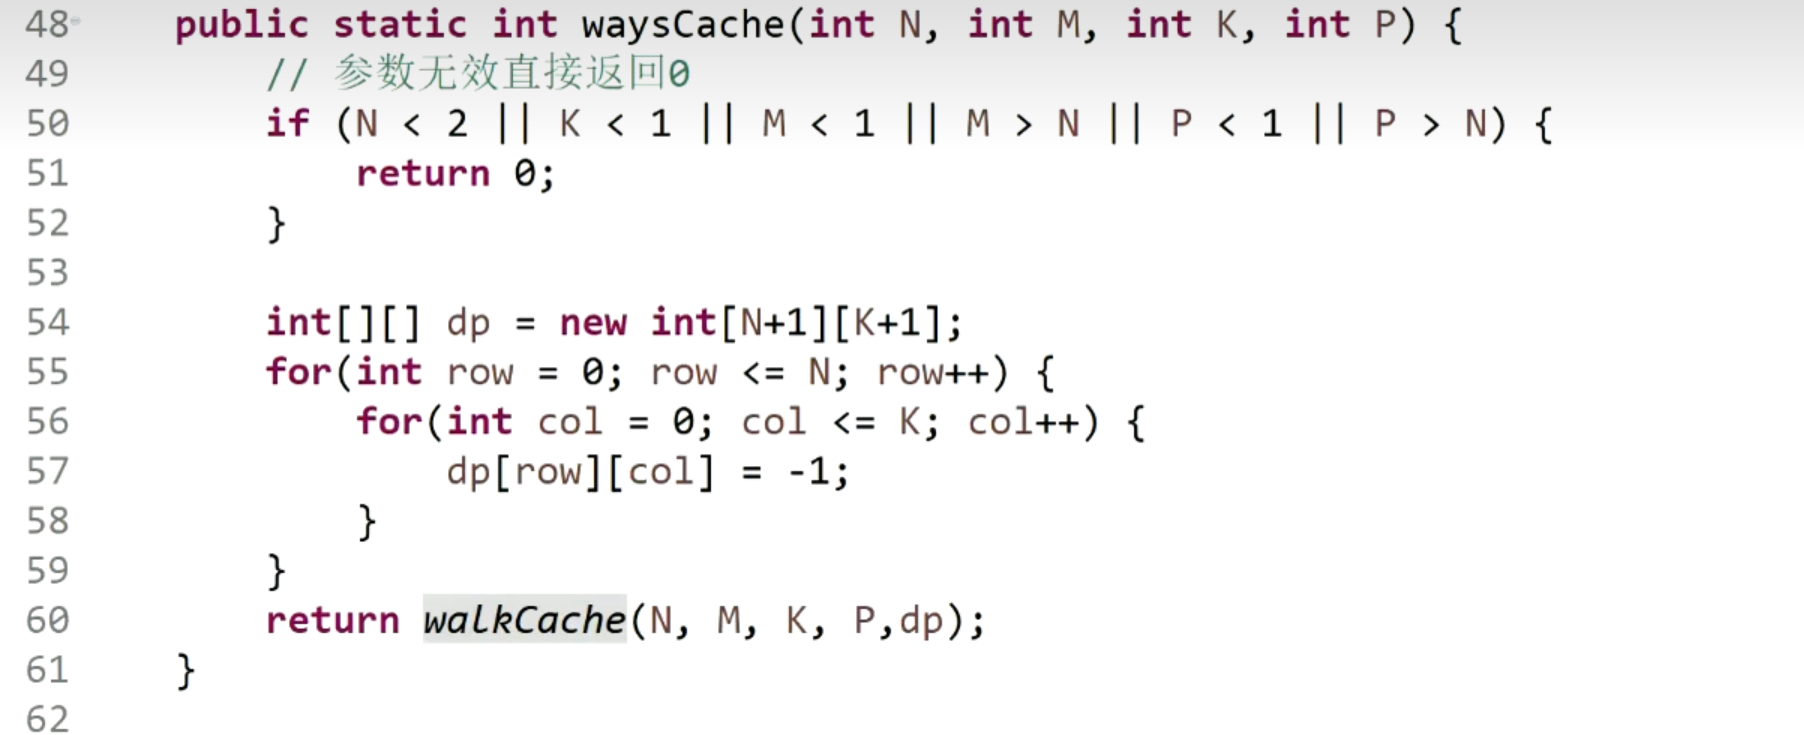 48 public static int waysCache(int N, int M, int K, int P) {
49 // 参数无效直接返回0
50 if (N < 2 || K < 1 || M < 1 || M > N || P < 1 || P > N) {
51 return 0;
52 }
53
54 int[][] dp = new int[N+1][K+1];
55 for(int row = 0; row <= N; row++) {
56 for(int col = 0; col <= K; col++) {
57 dp[row][col] = -1;
58 }
59 }
60 return walkCache(N, M, K, P,dp);
61 }
62